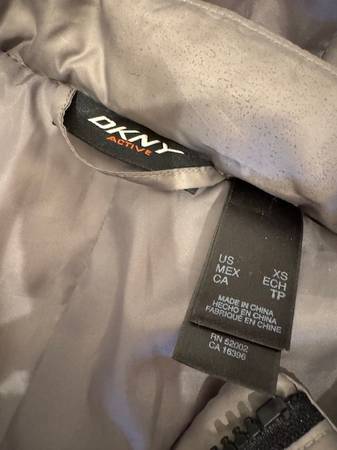 DKNY
ACTIVE
US XS
MEX ECH
CA TP
MADE IN CHINA
HECHO EN CHINA
FABRIQUÉ EN CHINE
RN 52002
CA 16396